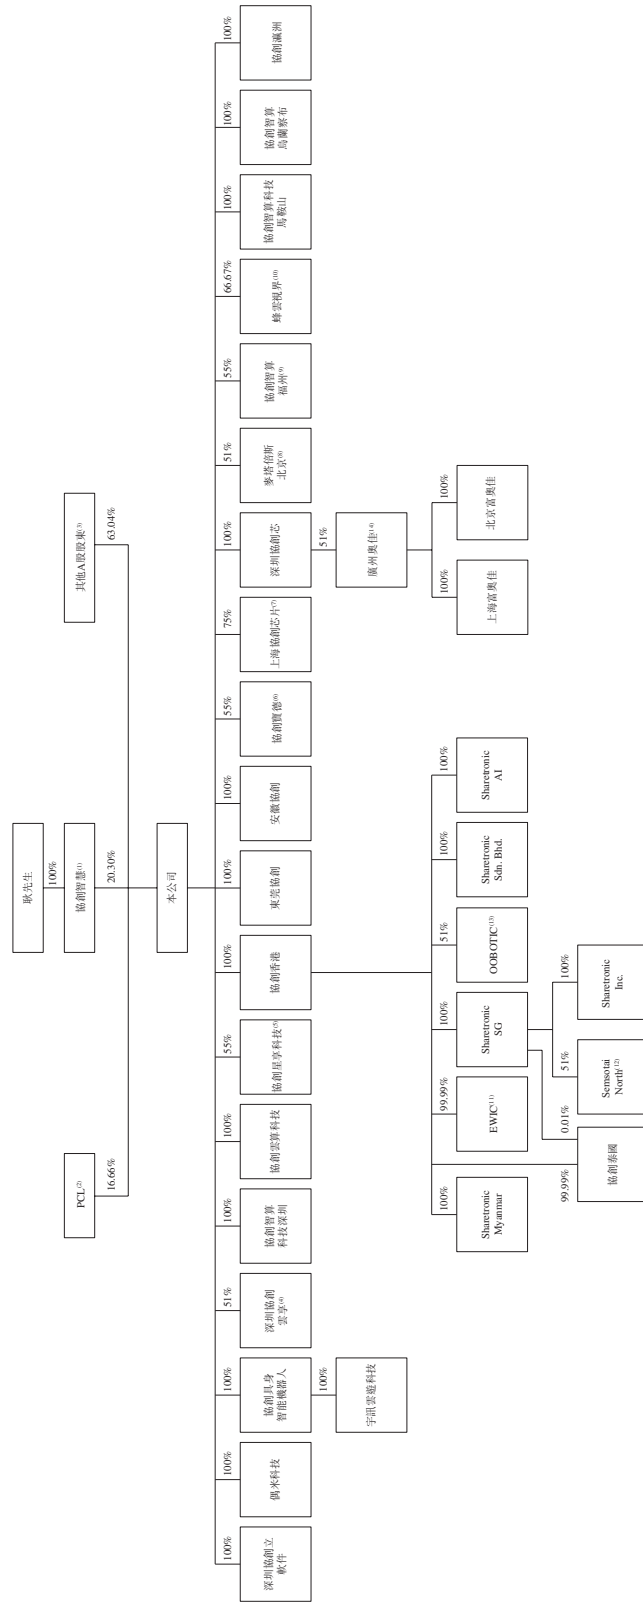 耿先生
100%
協創智慧(1)
PCL(2)
其他A股股東(3)
16.66%
20.30%
63.04%
本公司
100%
深圳協創立
軟件
100%
偶米科技
100%
協創具身
智能機器人
51%
深圳協創
雲享(4)
100%
協創智算
科技深圳
100%
協創雲算科技
55%
協創星享科技(5)
100%
協創香港
100%
東莞協創
100%
安徽協創
55%
協創寶德(6)
75%
上海協創芯片(7)
100%
深圳協創芯
51%
麥塔倍斯
北京(8)
55%
協創智算
福州(9)
66.67%
蜂雲視界(10)
100%
協創智算科技
馬鞍山
100%
協創智算
烏蘭察布
100%
協創瀛洲
100%
宇訊雲遊科技
51%
廣州奧佳(14)
100%
Sharetronic
Myanmar
99.99%
EWIC(11)
100%
Sharetronic
SG
51%
OOBOTIC(13)
100%
Sharetronic
Sdn. Bhd.
100%
Sharetronic
AI
100%
上海富奧佳
100%
北京富奧佳
99.99%
0.01%
協創泰國
51%
Semsotai
North(12)
100%
Sharetronic
Inc.